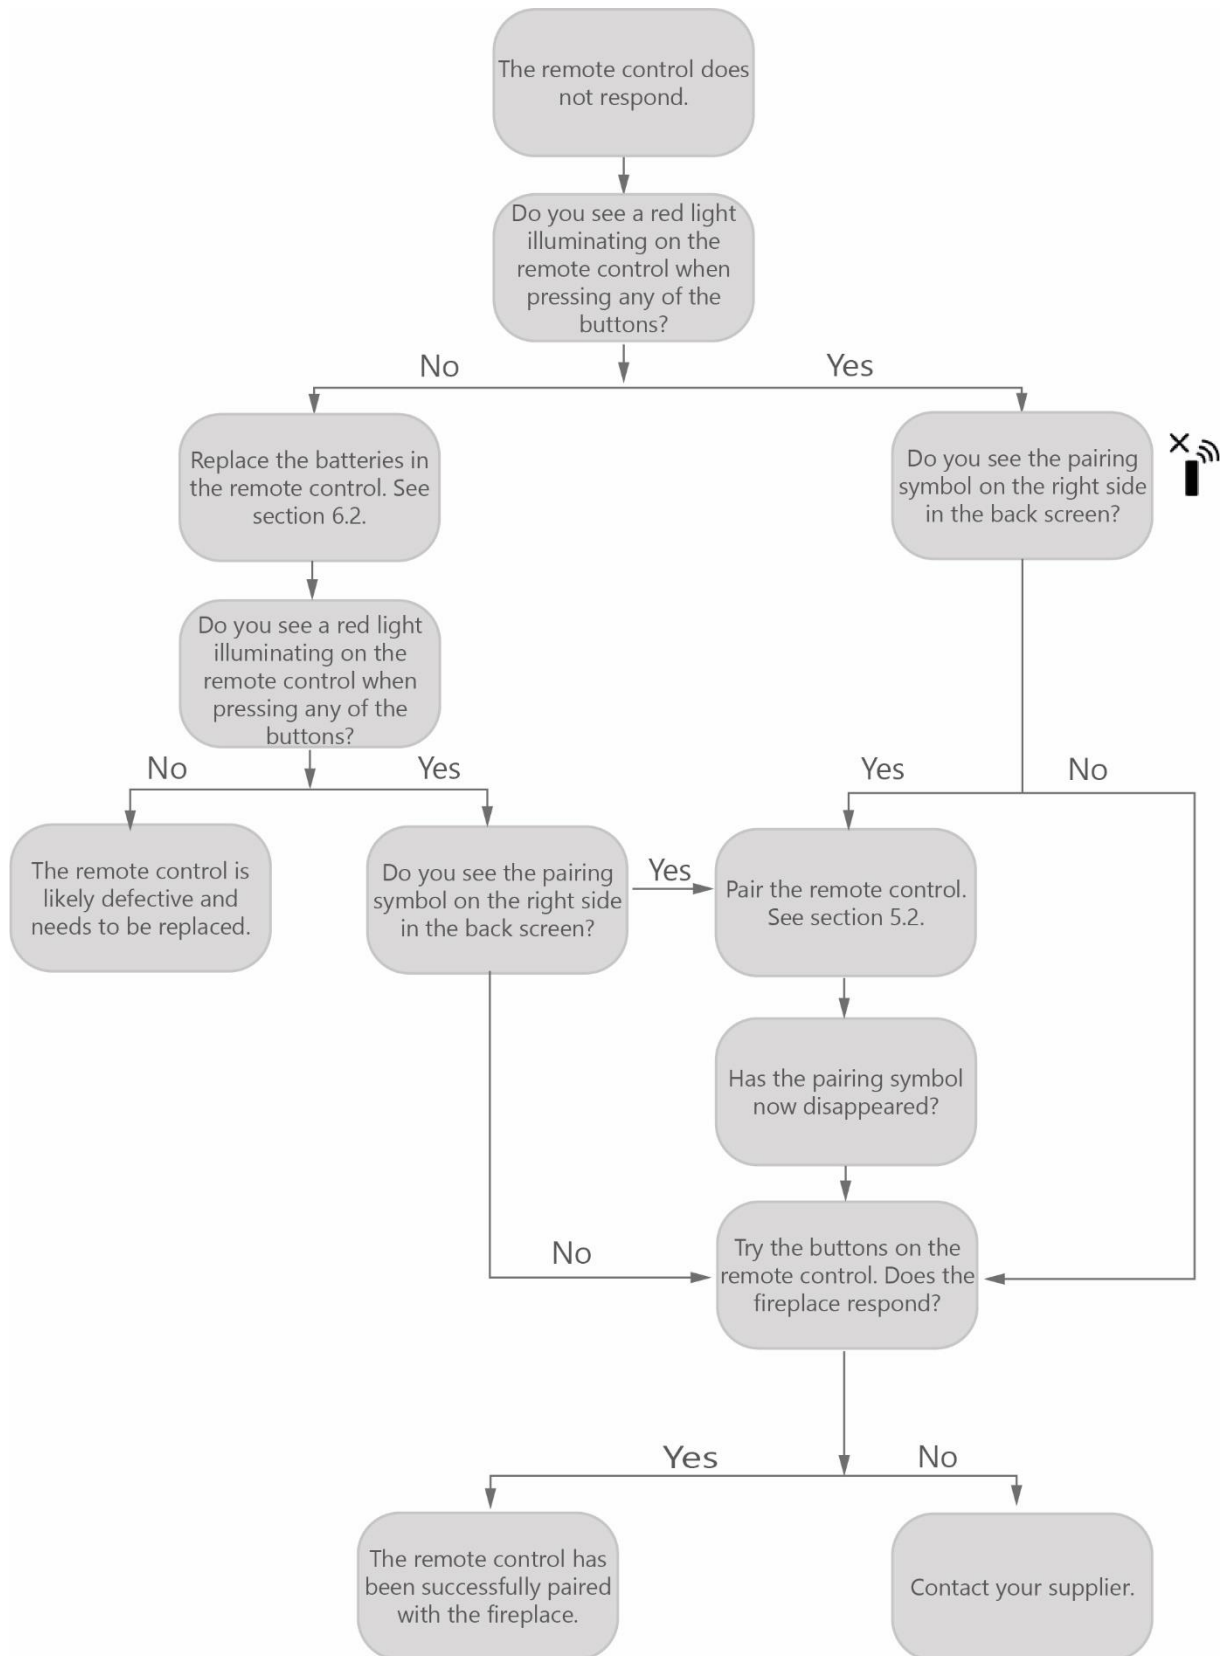 The remote control does
not respond.
Do you see a red light
illuminating on the
remote control when
pressing any of the
buttons?
No
Yes
Replace the batteries in
the remote control. See
section 6.2.
Do you see the pairing
symbol on the right side
in the back screen?
Do you see a red light
illuminating on the
remote control when
pressing any of the
buttons?
No
Yes
Yes
No
The remote control is
likely defective and
needs to be replaced.
Do you see the pairing
symbol on the right side
in the back screen?
Yes
Pair the remote control.
See section 5.2.
Has the pairing symbol
now disappeared?
No
Try the buttons on the
remote control. Does the
fireplace respond?
Yes
No
The remote control has
been successfully paired
with the fireplace.
Contact your supplier.